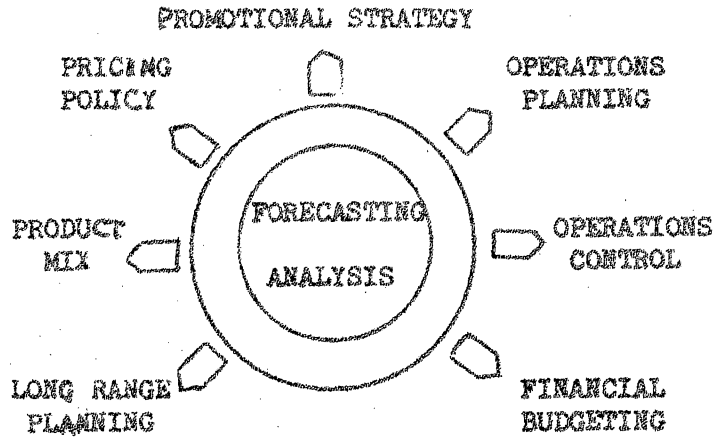 PROMOTIONAL STRATEGY
PRICING
POLICY
OPERATIONS
PLANNING
FORECASTING
ANALYSIS
PRODUCT
MIX
OPERATIONS
CONTROL
LONG RANGE
PLANNING
FINANCIAL
BUDGETING